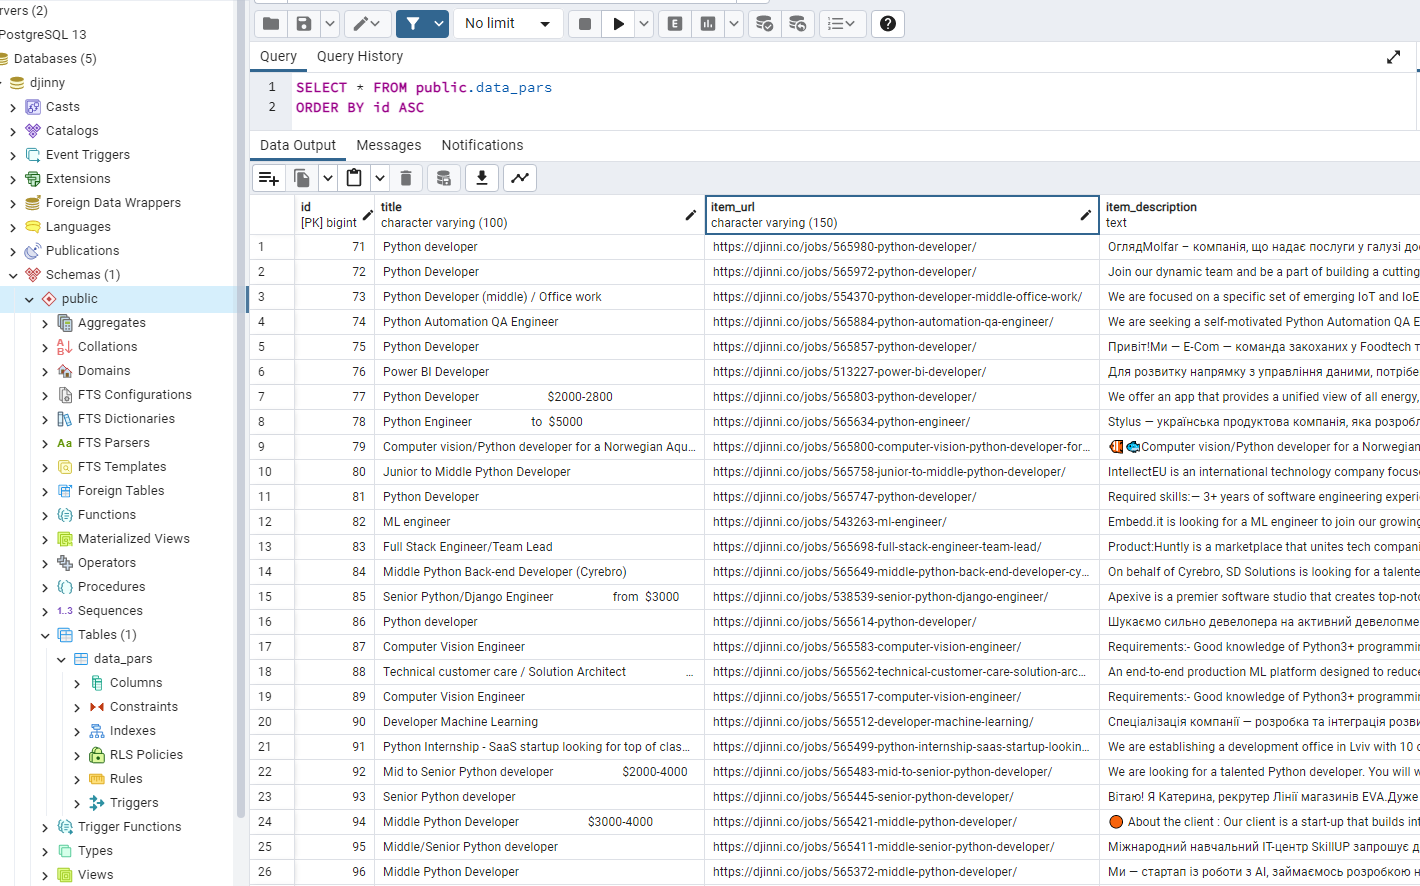 rvers (2)
PostgreSQL 13
Databases (5)
djinny
Casts
Catalogs
Event Triggers
Extensions
Foreign Data Wrappers
Languages
Publications
Schemas (1)
public
Aggregates
Collations
Domains
FTS Configurations
FTS Dictionaries
Aa FTS Parsers
FTS Templates
Foreign Tables
Functions
Materialized Views
Operators
Procedures
1..3 Sequences
Tables (1)
data_pars
Columns
Constraints
Indexes
RLS Policies
Rules
Triggers
Trigger Functions
Types
Views
No limit
E
Query Query History
1 SELECT * FROM public.data_pars
2 ORDER BY id ASC
Data Output Messages Notifications
id title item_url item_description
[PK] bigint character varying (100) character varying (150) text
1 71 Python developer https://djinni.co/jobs/565980-python-developer/ ОглядMolfar – компанія, що надає послуги у галузі дос
2 72 Python Developer https://djinni.co/jobs/565972-python-developer/ Join our dynamic team and be a part of building a cutting
3 73 Python Developer (middle) / Office work https://djinni.co/jobs/554370-python-developer-middle-office-work/ We are focused on a specific set of emerging IoT and IoE
4 74 Python Automation QA Engineer https://djinni.co/jobs/565884-python-automation-qa-engineer/ We are seeking a self-motivated Python Automation QA E
5 75 Python Developer https://djinni.co/jobs/565857-python-developer/ Привіт!Ми — E-Com — команда закоханих у Foodtech т
6 76 Power BI Developer https://djinni.co/jobs/513227-power-bi-developer/ Для розвитку напрямку з управління даними, потрібе
7 77 Python Developer $2000-2800 https://djinni.co/jobs/565803-python-developer/ We offer an app that provides a unified view of all energy,
8 78 Python Engineer to $5000 https://djinni.co/jobs/565634-python-engineer/ Stylus — українська продуктова компанія, яка розробл
9 79 Computer vision/Python developer for a Norwegian Aqu... https://djinni.co/jobs/565800-computer-vision-python-developer-for... 🐠🐟Computer vision/Python developer for a Norwegian
10 80 Junior to Middle Python Developer https://djinni.co/jobs/565758-junior-to-middle-python-developer/ IntellectEU is an international technology company focuse
11 81 Python Developer https://djinni.co/jobs/565747-python-developer/ Required skills:— 3+ years of software engineering experie
12 82 ML engineer https://djinni.co/jobs/543263-ml-engineer/ Embedd.it is looking for a ML engineer to join our growing
13 83 Full Stack Engineer/Team Lead https://djinni.co/jobs/565698-full-stack-engineer-team-lead/ Product:Huntly is a marketplace that unites tech compani
14 84 Middle Python Back-end Developer (Cyrebro) https://djinni.co/jobs/565649-middle-python-back-end-developer-cy... On behalf of Cyrebro, SD Solutions is looking for a talente
15 85 Senior Python/Django Engineer from $3000 https://djinni.co/jobs/538539-senior-python-django-engineer/ Apexive is a premier software studio that creates top-notc
16 86 Python developer https://djinni.co/jobs/565614-python-developer/ Шукаємо сильно девелопера на активний девелопме
17 87 Computer Vision Engineer https://djinni.co/jobs/565583-computer-vision-engineer/ Requirements:- Good knowledge of Python3+ programmin
18 88 Technical customer care / Solution Architect ... https://djinni.co/jobs/565562-technical-customer-care-solution-arc... An end-to-end production ML platform designed to reduce
19 89 Computer Vision Engineer https://djinni.co/jobs/565517-computer-vision-engineer/ Requirements:- Good knowledge of Python3+ programmin
20 90 Developer Machine Learning https://djinni.co/jobs/565512-developer-machine-learning/ Спеціалізація компанії — розробка та інтеграція розви
21 91 Python Internship - SaaS startup looking for top of clas... https://djinni.co/jobs/565499-python-internship-saas-startup-lookin... We are establishing a development office in Lviv with 10 d
22 92 Mid to Senior Python developer $2000-4000 https://djinni.co/jobs/565483-mid-to-senior-python-developer/ We are looking for a talented Python developer. You will w
23 93 Senior Python developer https://djinni.co/jobs/565445-senior-python-developer/ Вітаю! Я Катерина, рекрутер Лінії магазинів EVA.Дуже
24 94 Middle Python Developer $3000-4000 https://djinni.co/jobs/565421-middle-python-developer/ 🟠 About the client : Our client is a start-up that builds int
25 95 Middle/Senior Python developer https://djinni.co/jobs/565411-middle-senior-python-developer/ Міжнародний навчальний IT-центр SkillUP запрошує д
26 96 Middle Python Developer https://djinni.co/jobs/565372-middle-python-developer/ Ми — стартап із роботи з AI, займаємось розробкою н